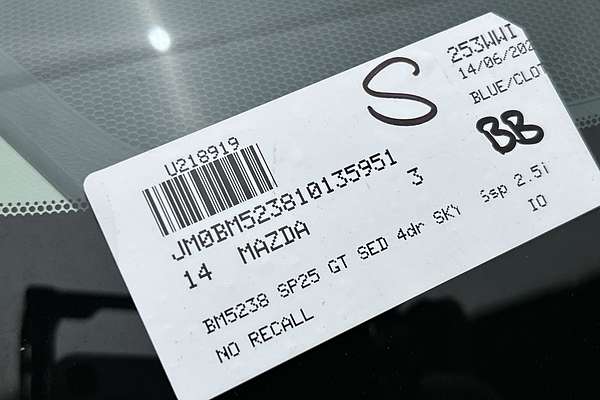 S
253WWI
14/06/202
BLUE/CLOT
BB
U218919
JM0BM523810135951
14 MAZDA 3
BM5238 SP25 GT SED 4dr SKY 6sp 2.5i
NO RECALL IO